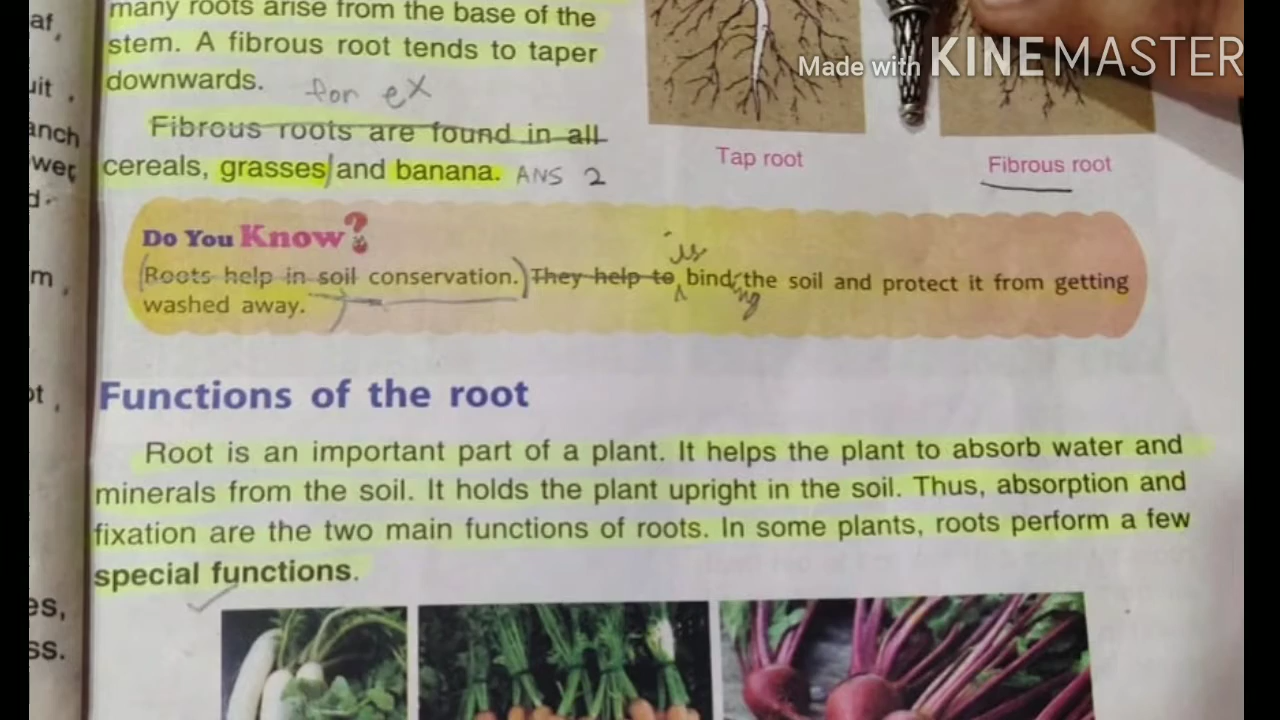 many roots arise from the base of the
stem. A fibrous root tends to taper
downwards. for ex
Fibrous roots are found in all
cereals, grasses and banana. ANS 2
Made with KINEMASTER
Tap root
Fibrous root
Do You Know?
Roots help in soil conservation. They help to is binding the soil and protect it from getting
washed away.
Functions of the root
Root is an important part of a plant. It helps the plant to absorb water and
minerals from the soil. It holds the plant upright in the soil. Thus, absorption and
fixation are the two main functions of roots. In some plants, roots perform a few
special functions.